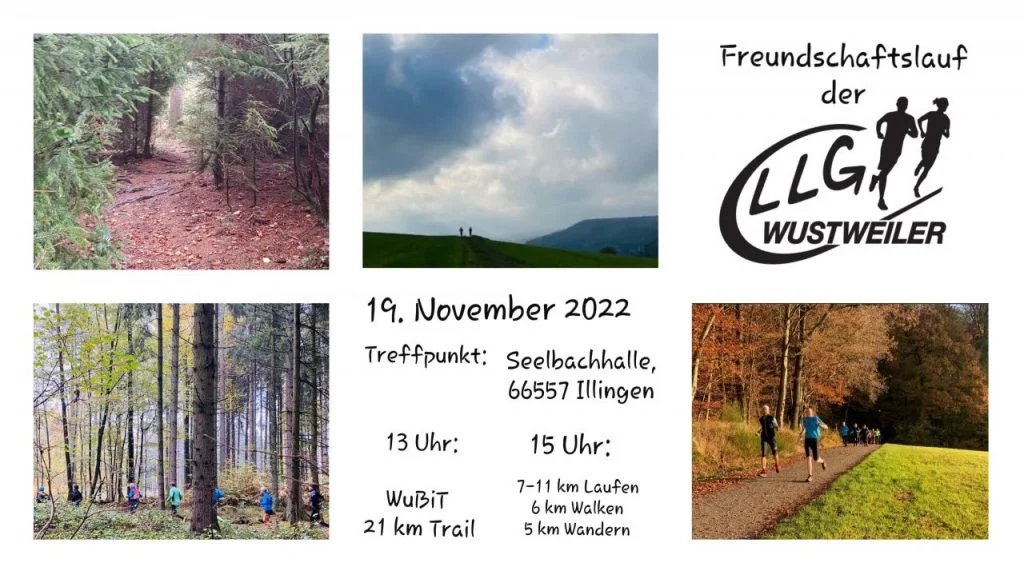 Freundschaftslauf
der
LLG
WUSTWEILER
19. November 2022
Treffpunkt: Seelbachhalle,
66557 Illingen
13 Uhr:
WuBiT
21 km Trail
15 Uhr:
7-11 km Laufen
6 km Walken
5 km Wandern